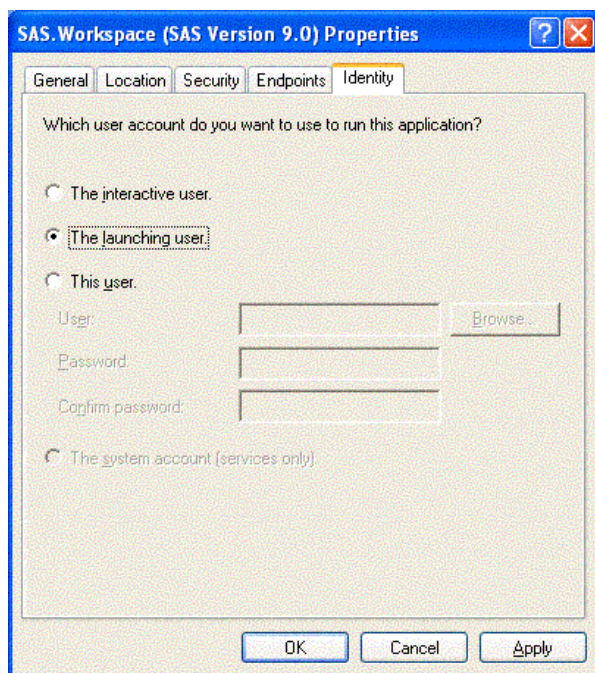 SAS.Workspace (SAS Version 9.0) Properties
General Location Security Endpoints Identity
Which user account do you want to use to run this application?
The interactive user.
The launching user.
This user.
User: Browse...
Password:
Confirm password:
The system account (services only).
OK Cancel Apply